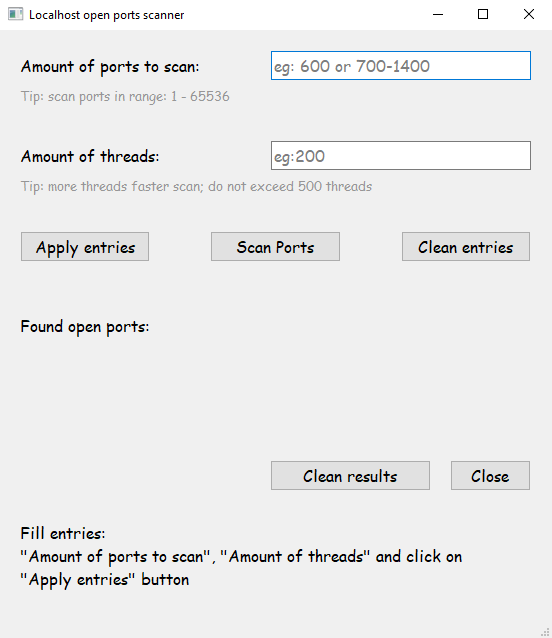 Localhost open ports scanner
Amount of ports to scan: eg: 600 or 700-1400
Tip: scan ports in range: 1 - 65536
Amount of threads: eg:200
Tip: more threads faster scan; do not exceed 500 threads
Apply entries Scan Ports Clean entries
Found open ports:
Clean results Close
Fill entries:
"Amount of ports to scan", "Amount of threads" and click on
"Apply entries" button